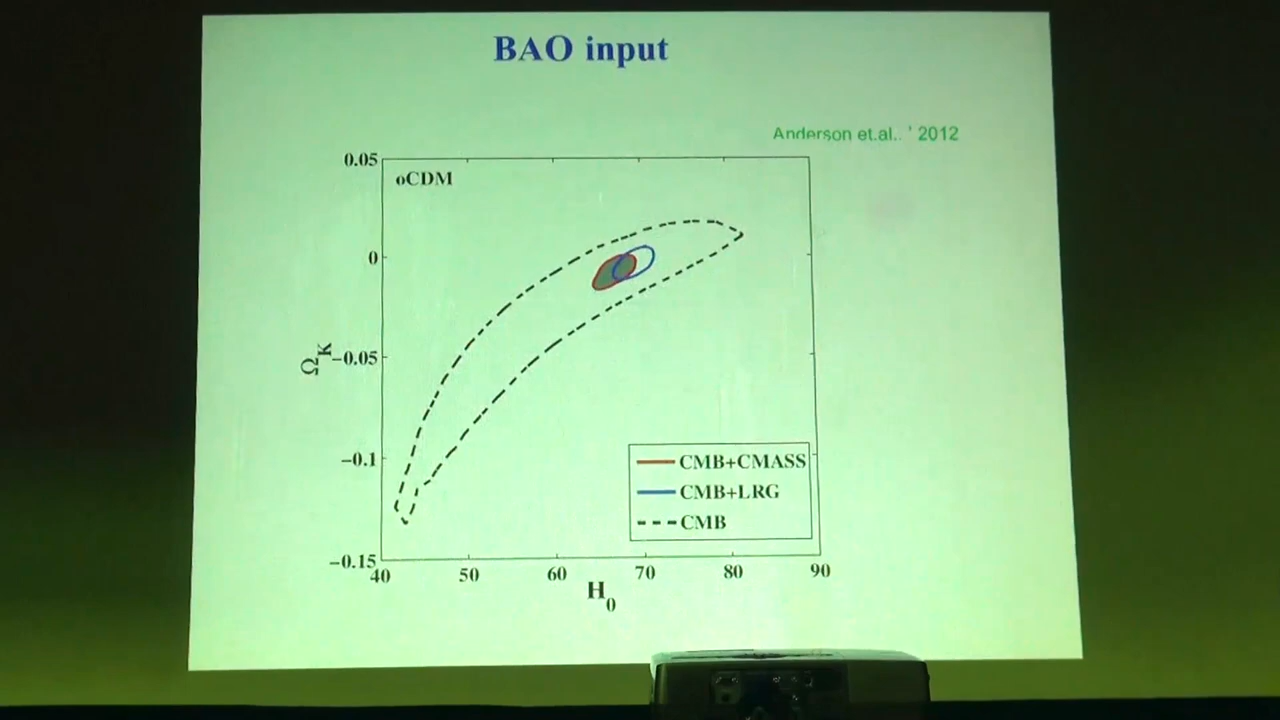 BAO input
Anderson et.al.. ' 2012
0.05
oCDM
0
Ω_K
−0.05
−0.1
−0.15
CMB+CMASS
CMB+LRG
CMB
40 50 60 70 80 90
H_0